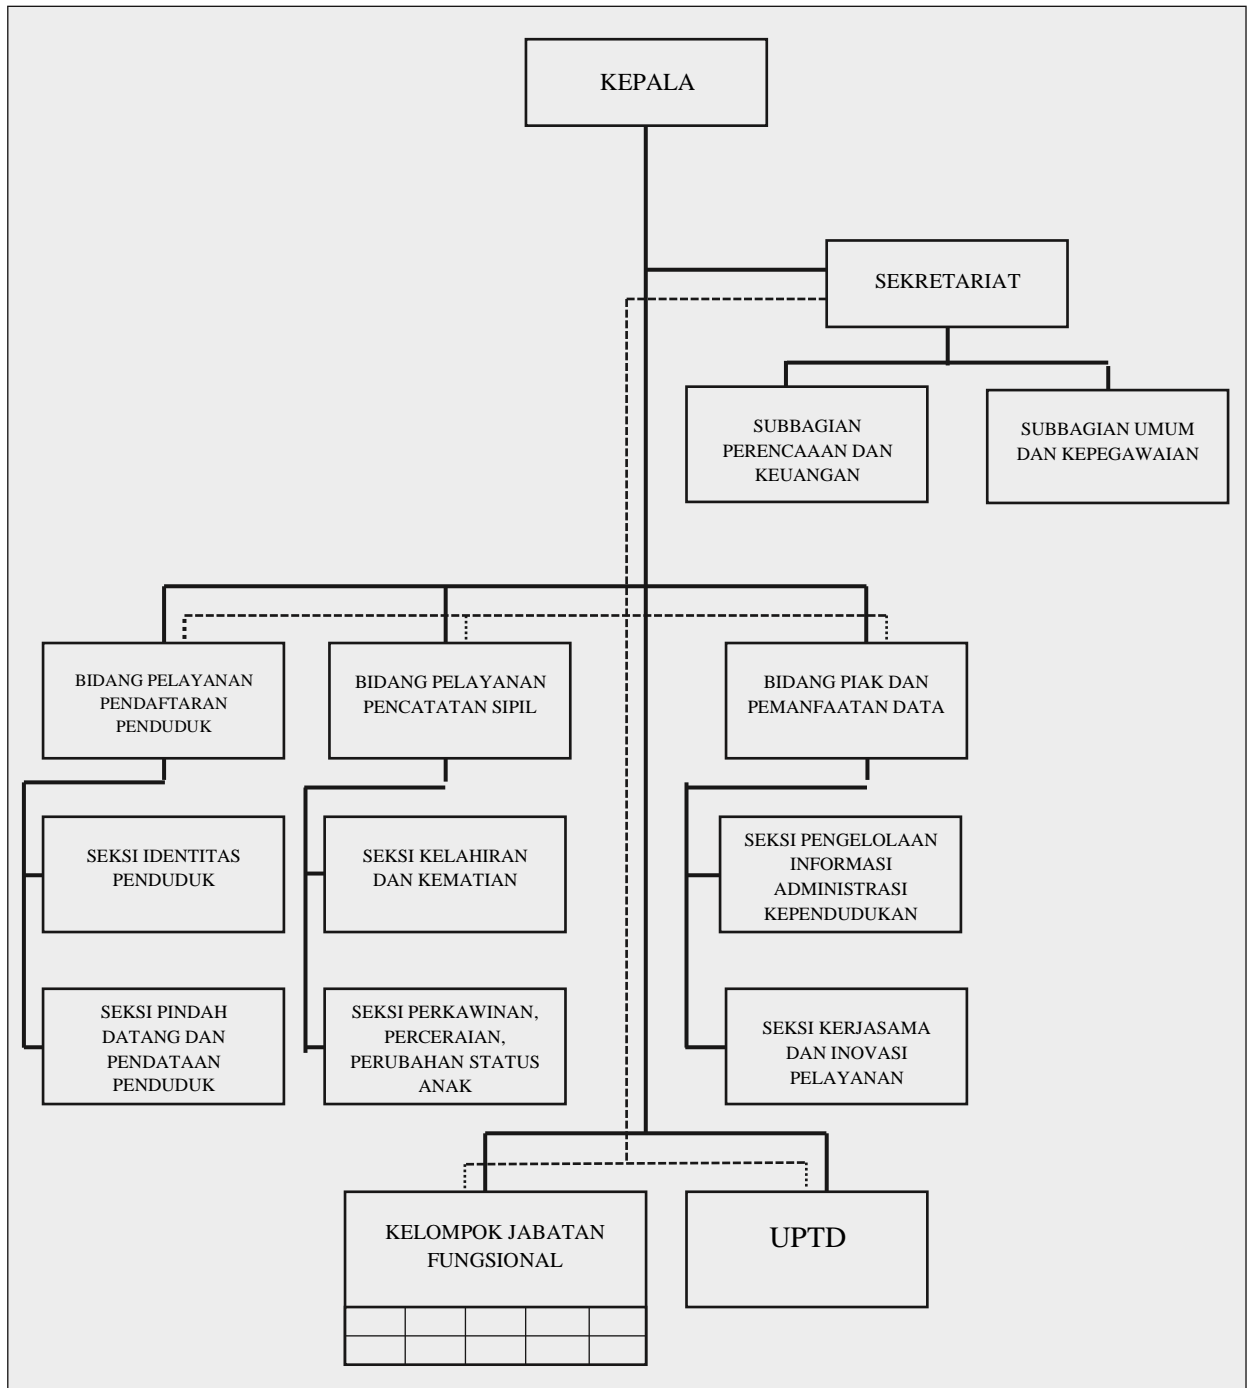 KEPALA
SEKRETARIAT
SUBBAGIAN
PERENCAAAN DAN
KEUANGAN
SUBBAGIAN UMUM
DAN KEPEGAWAIAN
BIDANG PELAYANAN
PENDAFTARAN
PENDUDUK
BIDANG PELAYANAN
PENCATATAN SIPIL
BIDANG PIAK DAN
PEMANFAATAN DATA
SEKSI IDENTITAS
PENDUDUK
SEKSI KELAHIRAN
DAN KEMATIAN
SEKSI PENGELOLAAN
INFORMASI
ADMINISTRASI
KEPENDUDUKAN
SEKSI PINDAH
DATANG DAN
PENDATAAN
PENDUDUK
SEKSI PERKAWINAN,
PERCERAIAN,
PERUBAHAN STATUS
ANAK
SEKSI KERJASAMA
DAN INOVASI
PELAYANAN
KELOMPOK JABATAN
FUNGSIONAL
UPTD